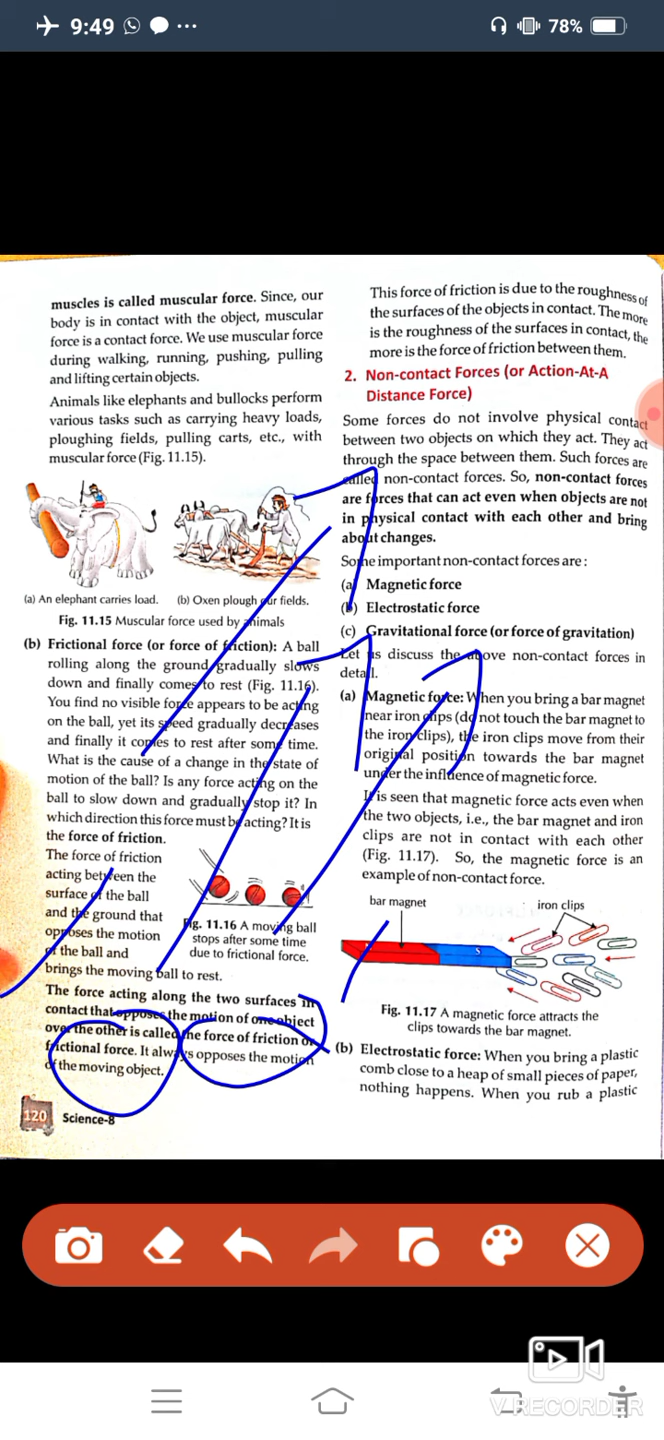 9:49
78%
muscles is called muscular force. Since, our
body is in contact with the object, muscular
force is a contact force. We use muscular force
during walking, running, pushing, pulling
and lifting certain objects.
Animals like elephants and bullocks perform
various tasks such as carrying heavy loads,
ploughing fields, pulling carts, etc., with
muscular force (Fig. 11.15).
(a) An elephant carries load.
(b) Oxen plough our fields.
Fig. 11.15 Muscular force used by animals
(b) Frictional force (or force of friction): A ball
rolling along the ground gradually slows
down and finally comes to rest (Fig. 11.16).
You find no visible force appears to be acting
on the ball, yet its speed gradually decreases
and finally it comes to rest after some time.
What is the cause of a change in the state of
motion of the ball? Is any force acting on the
ball to slow down and gradually stop it? In
which direction this force must be acting? It is
the force of friction.
The force of friction
acting between the
surface of the ball
and the ground that
opposes the motion
of the ball and
brings the moving ball to rest.
Fig. 11.16 A moving ball
stops after some time
due to frictional force.
The force acting along the two surfaces in
contact that opposes the motion of one object
over the other is called the force of friction or
frictional force. It always opposes the motion
of the moving object.
120 Science-8
This force of friction is due to the roughness of
the surfaces of the objects in contact. The more
is the roughness of the surfaces in contact, the
more is the force of friction between them.
2. Non-contact Forces (or Action-At-A
Distance Force)
Some forces do not involve physical contact
between two objects on which they act. They act
through the space between them. Such forces are
called non-contact forces. So, non-contact forces
are forces that can act even when objects are not
in physical contact with each other and bring
about changes.
Some important non-contact forces are :
(a) Magnetic force
(b) Electrostatic force
(c) Gravitational force (or force of gravitation)
Let us discuss the above non-contact forces in
detail.
(a) Magnetic force: When you bring a bar magnet
near iron clips (do not touch the bar magnet to
the iron clips), the iron clips move from their
original position towards the bar magnet
under the influence of magnetic force.
It is seen that magnetic force acts even when
the two objects, i.e., the bar magnet and iron
clips are not in contact with each other
(Fig. 11.17). So, the magnetic force is an
example of non-contact force.
bar magnet
iron clips
S
Fig. 11.17 A magnetic force attracts the
clips towards the bar magnet.
(b) Electrostatic force: When you bring a plastic
comb close to a heap of small pieces of paper,
nothing happens. When you rub a plastic
V RECORDER